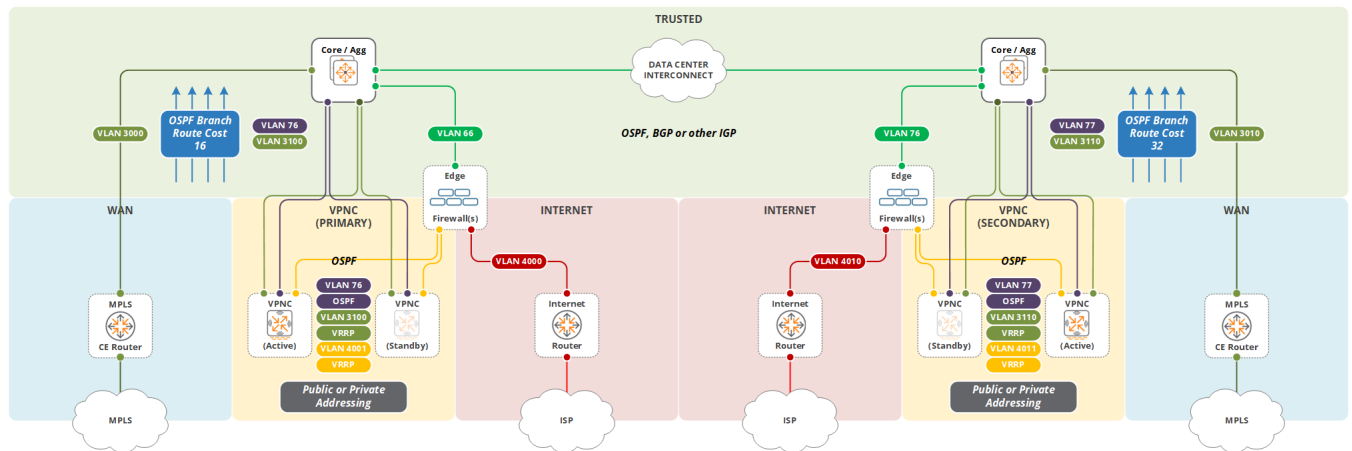 TRUSTED
Core / Agg
Core / Agg
DATA CENTER
INTERCONNECT
OSPF Branch
Route Cost
16
VLAN 3000
VLAN 76
VLAN 3100
VLAN 66
OSPF, BGP or other IGP
VLAN 76
VLAN 77
VLAN 3110
OSPF Branch
Route Cost
32
VLAN 3010
Edge
Firewall(s)
Edge
Firewall(s)
WAN
VPNC
(PRIMARY)
INTERNET
INTERNET
VPNC
(SECONDARY)
WAN
OSPF
VLAN 4000
VLAN 4010
OSPF
MPLS
CE Router
VPNC
(Active)
VLAN 76
OSPF
VLAN 3100
VRRP
VLAN 4001
VRRP
VPNC
(Standby)
Internet
Router
Internet
Router
VPNC
(Standby)
VLAN 77
OSPF
VLAN 3110
VRRP
VLAN 4011
VRRP
VPNC
(Active)
MPLS
CE Router
Public or Private
Addressing
Public or Private
Addressing
MPLS
ISP
ISP
MPLS